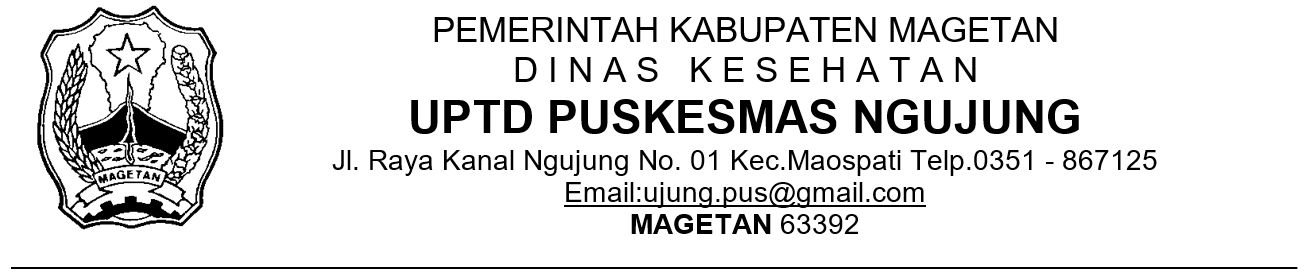 PEMERINTAH KABUPATEN MAGETAN
D I N A S K E S E H A T A N
UPTD PUSKESMAS NGUJUNG
Jl. Raya Kanal Ngujung No. 01 Kec.Maospati Telp.0351 - 867125
Email:ujung.pus@gmail.com
MAGETAN 63392
MAGETAN